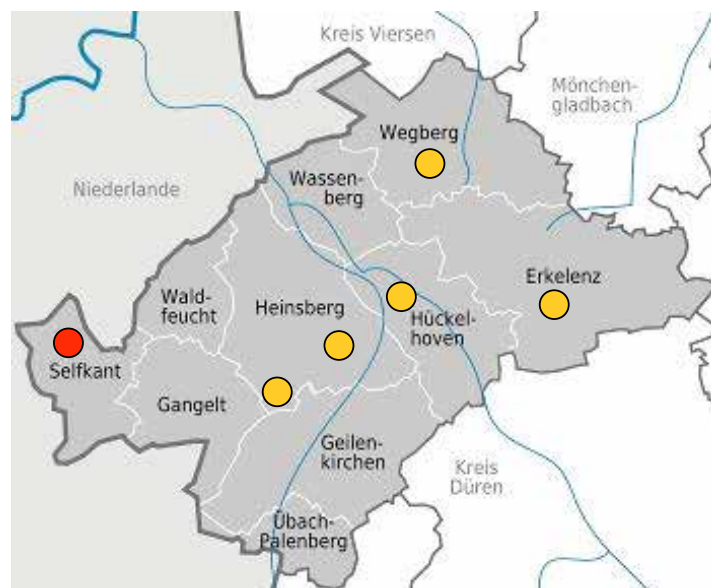 Kreis Viersen
Mönchen-
gladbach
Wegberg
Niederlande
Wassen-
berg
Erkelenz
Wald-
feucht
Heinsberg
Hückel-
hoven
Selfkant
Gangelt
Geilen-
kirchen
Kreis
Düren
Übach-
Palenberg